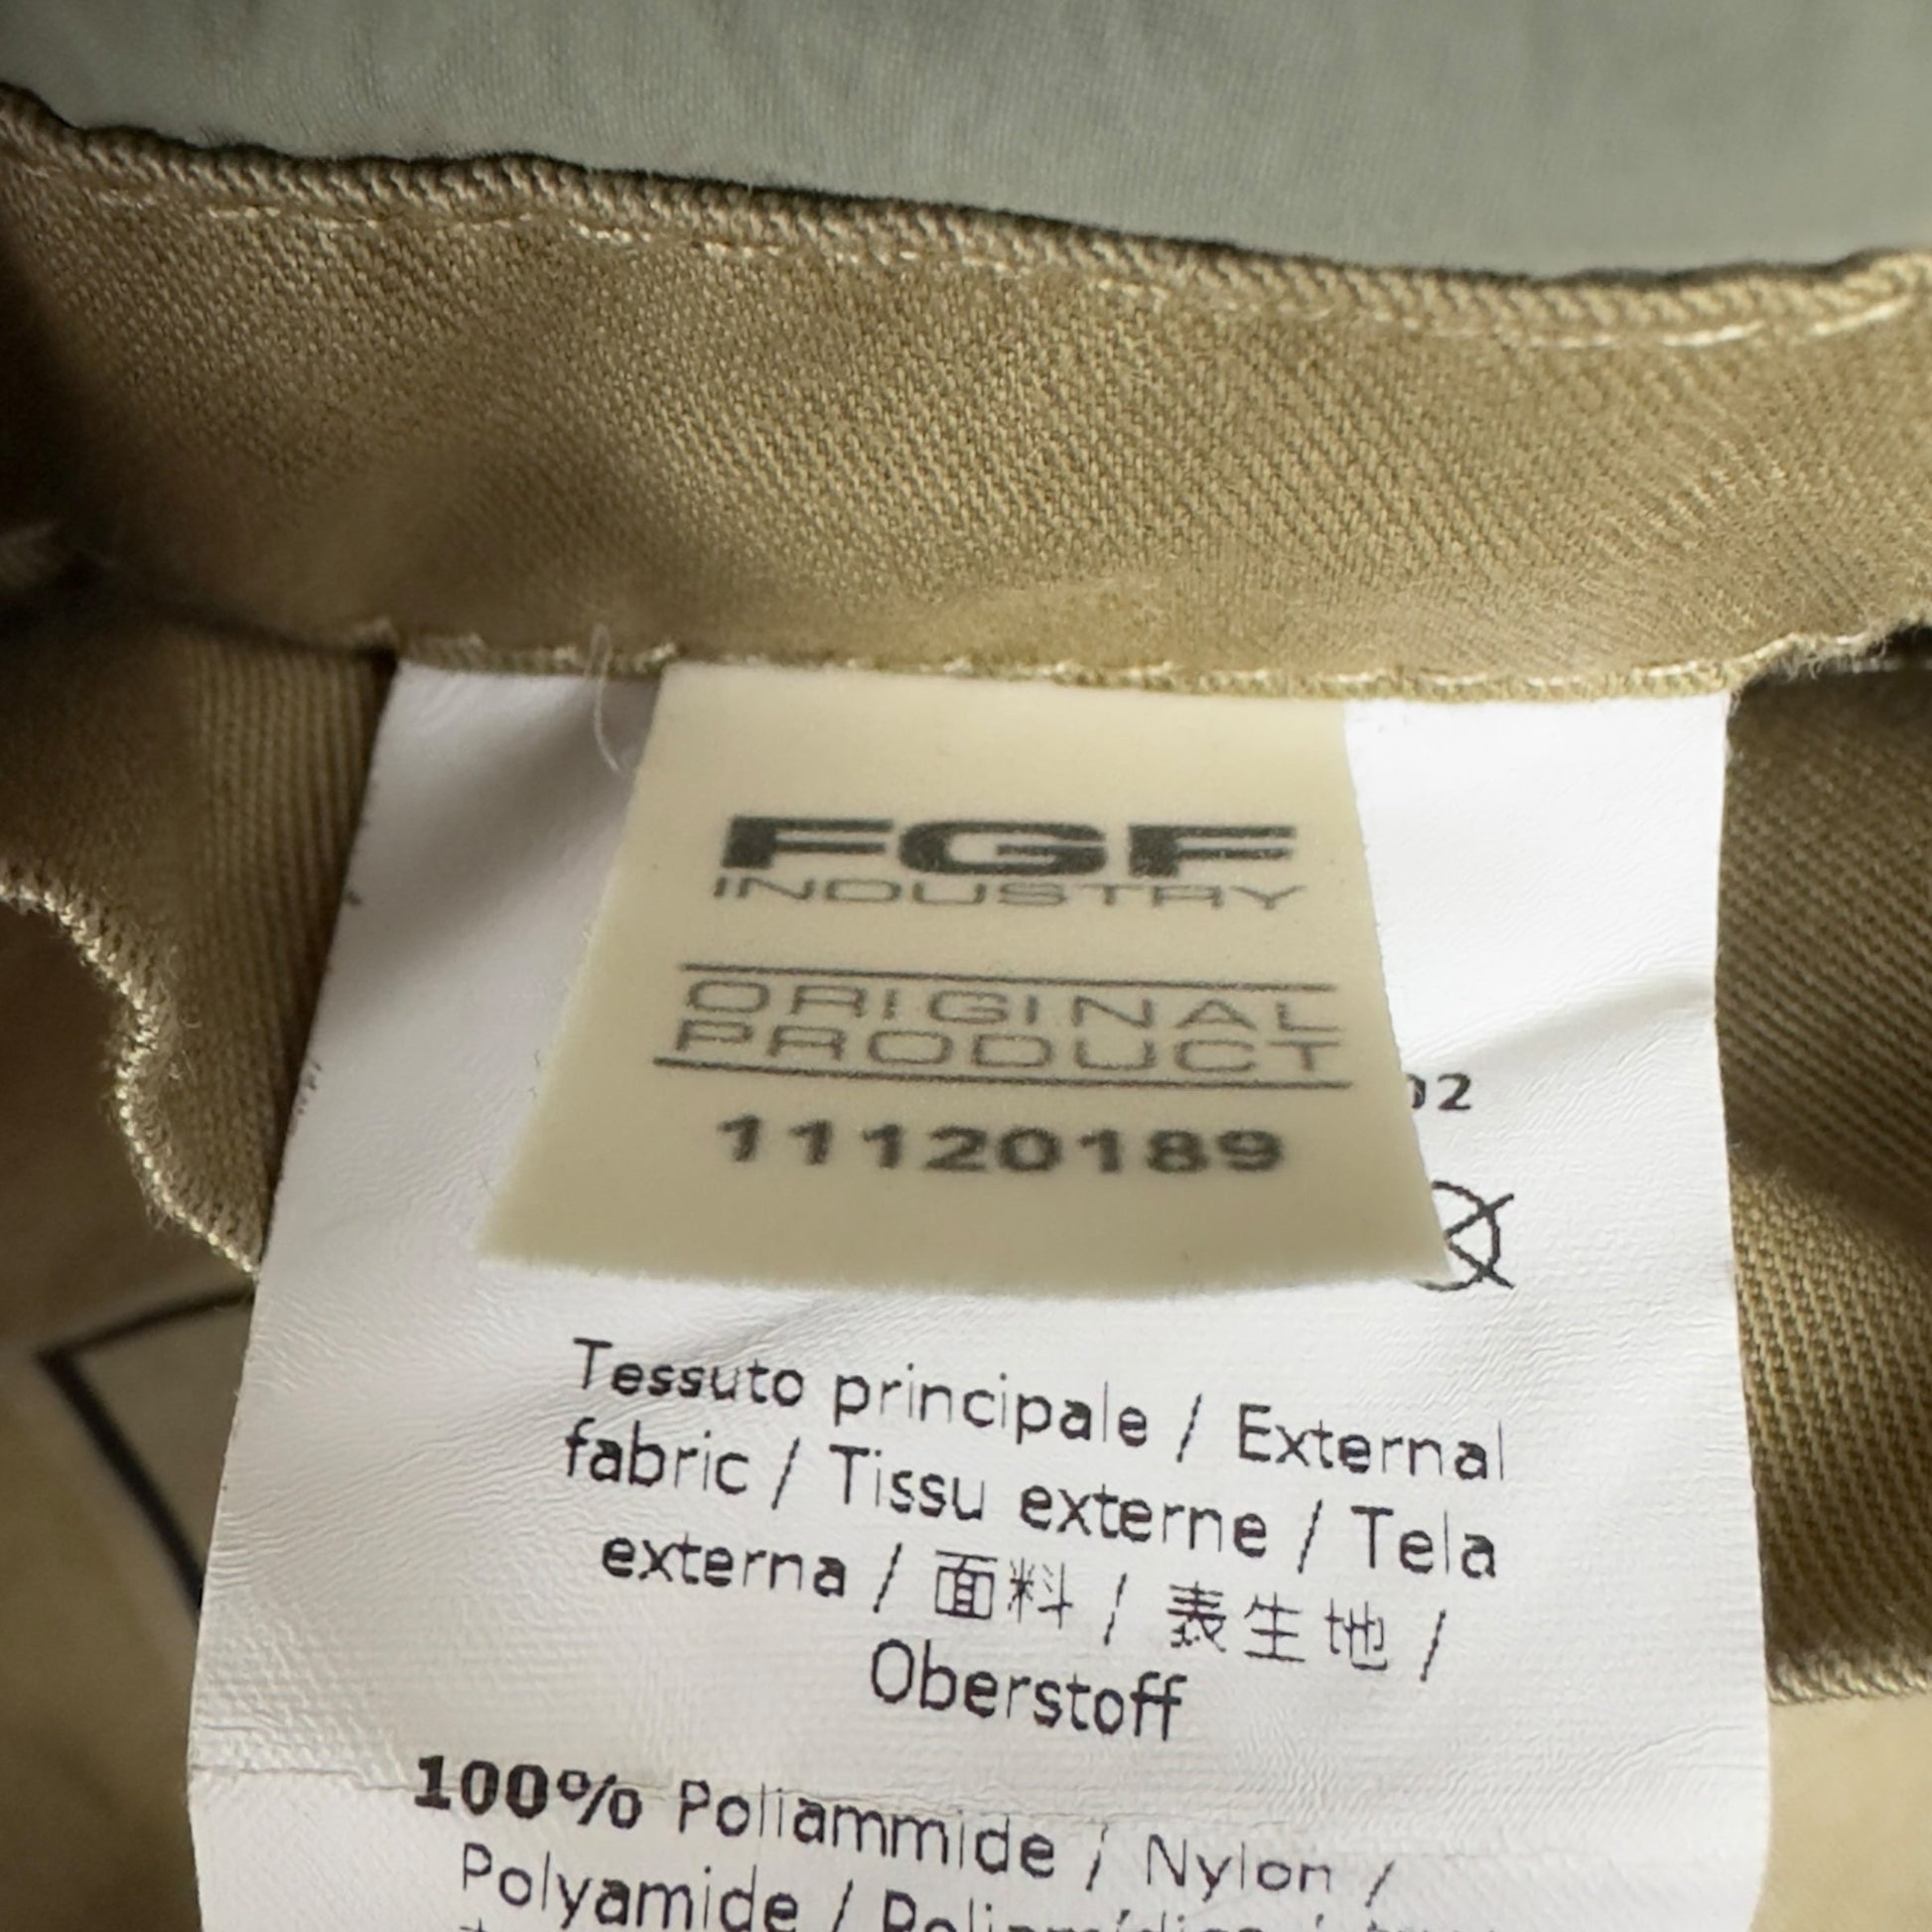 FGF
INDUSTRY
ORIGINAL
PRODUCT
11120189
Tessuto principale / External
fabric / Tissu externe / Tela
externa / 面料 / 表生地 /
Oberstoff
100% Poliammide / Nylon /
Polyamide /